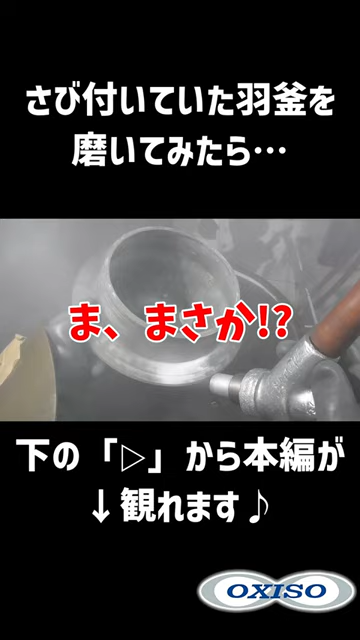 さび付いていた羽釜を
磨いてみたら…
ま、まさか!?
下の「▷」から本編が
↓観れます♪
OXISO